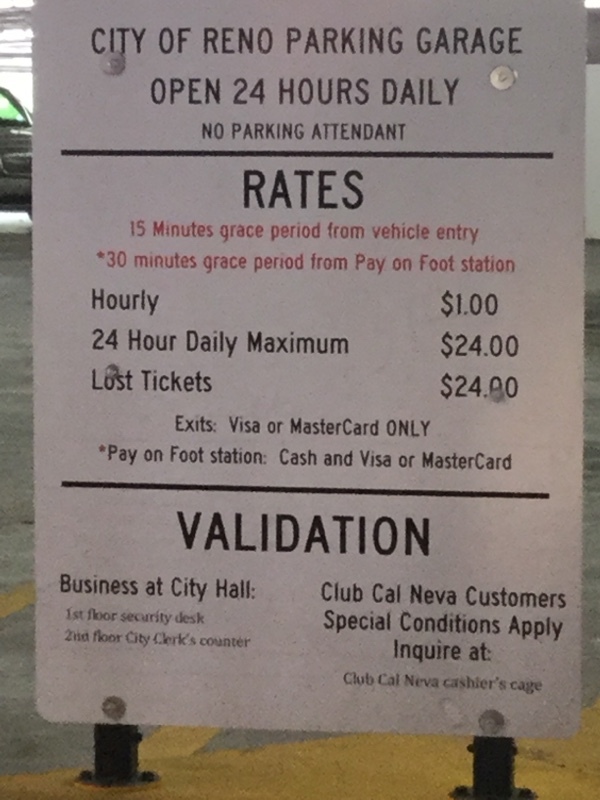 CITY OF RENO PARKING GARAGE
OPEN 24 HOURS DAILY
NO PARKING ATTENDANT
RATES
15 Minutes grace period from vehicle entry
*30 minutes grace period from Pay on Foot station
Hourly $1.00
24 Hour Daily Maximum $24.00
Lost Tickets $24.00
Exits: Visa or MasterCard ONLY
*Pay on Foot station: Cash and Visa or MasterCard
VALIDATION
Business at City Hall:
1st floor security desk
2nd floor City Clerk's counter
Club Cal Neva Customers
Special Conditions Apply
Inquire at:
Club Cal Neva cashier's cage